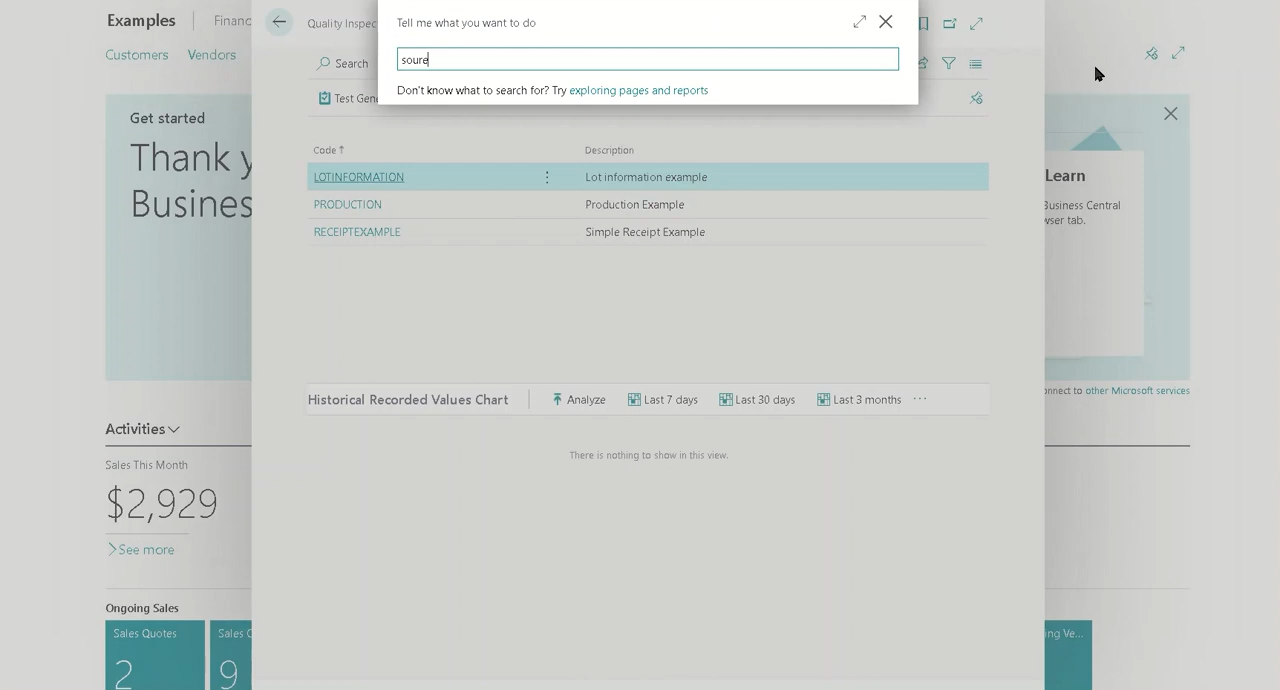 Examples
Financ
Customers
Vendors
Get started
Thank y
Busines
Activities
Sales This Month
$2,929
See more
Ongoing Sales
Sales Quotes
2
Sales O
9
Quality Inspec
Search
Test Gen
Tell me what you want to do
soure
Don't know what to search for? Try exploring pages and reports
Code ↑
Description
LOTINFORMATION
Lot information example
PRODUCTION
Production Example
RECEIPTEXAMPLE
Simple Receipt Example
Historical Recorded Values Chart
Analyze
Last 7 days
Last 30 days
Last 3 months
There is nothing to show in this view.
Learn
Business Central
wser tab.
onnect to other Microsoft services
ing Ve...